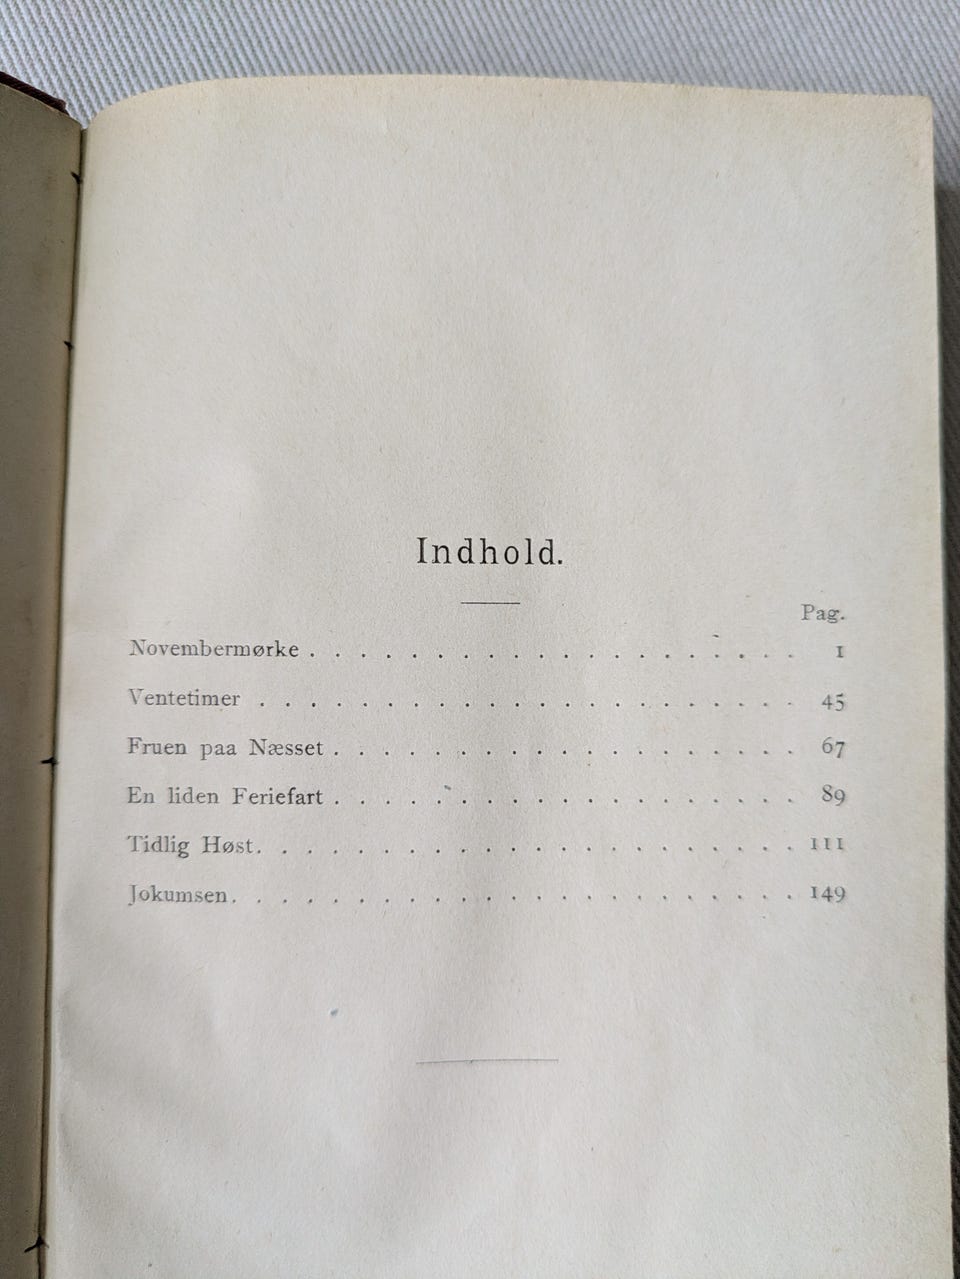 Indhold.
Pag.
Novembermørke . . . . . . . . . . . . . . . . . . . . 1
Ventetimer . . . . . . . . . . . . . . . . . . . . . . 45
Fruen paa Næsset . . . . . . . . . . . . . . . . . . . 67
En liden Feriefart . . . . . . . . . . . . . . . . . . . 89
Tidlig Høst. . . . . . . . . . . . . . . . . . . . . . 111
Jokumsen. . . . . . . . . . . . . . . . . . . . . . . 149